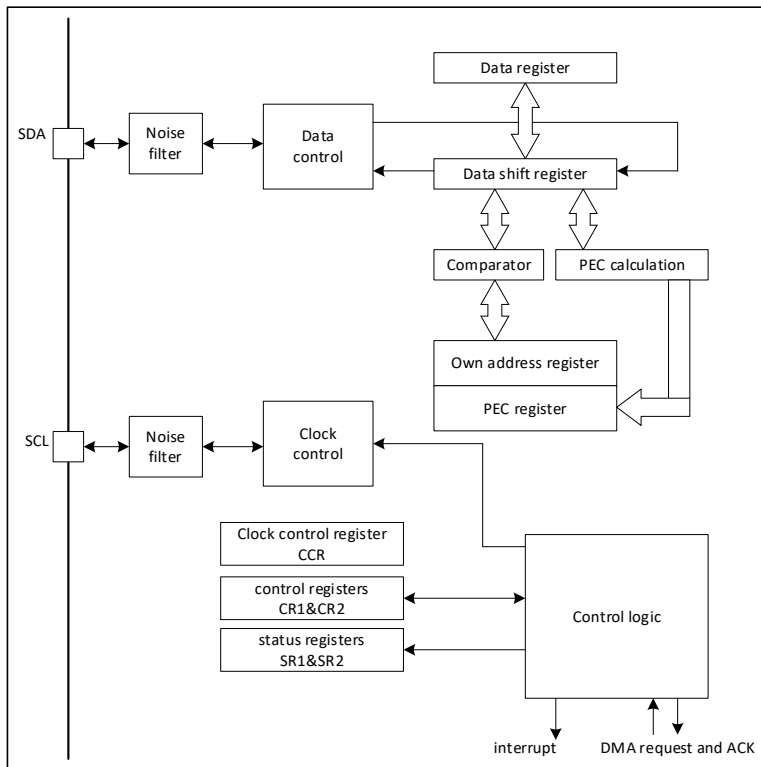 Data register
SDA
Noise
filter
Data
control
Data shift register
Comparator
PEC calculation
Own address register
PEC register
SCL
Noise
filter
Clock
control
Clock control register
CCR
control registers
CR1&CR2
status registers
SR1&SR2
Control logic
interrupt
DMA request and ACK